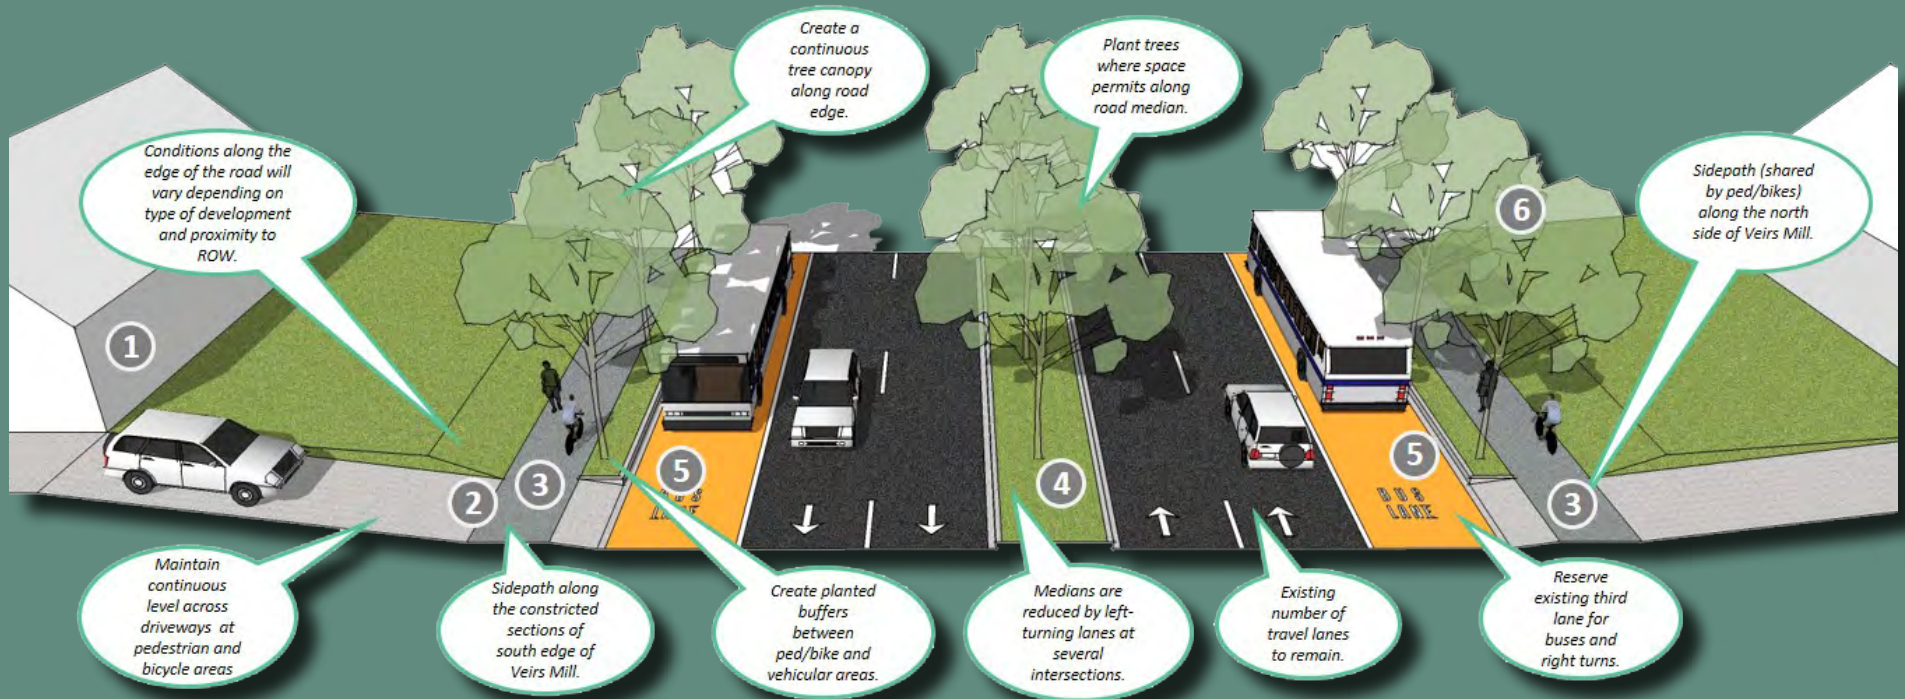 Create a
continuous
tree canopy
along road
edge.
Plant trees
where space
permits along
road median.
Conditions along the
edge of the road will
vary depending on
type of development
and proximity to
ROW.
Sidepath (shared
by ped/bikes)
along the north
side of Veirs Mill.
6
1
5
5
4
2
3
3
BUS
LANE
BUS
LANE
Maintain
continuous
level across
driveways at
pedestrian and
bicycle areas
Sidepath along
the constricted
sections of
south edge of
Veirs Mill.
Create planted
buffers
between
ped/bike and
vehicular areas.
Medians are
reduced by left-
turning lanes at
several
intersections.
Existing
number of
travel lanes
to remain.
Reserve
existing third
lane for
buses and
right turns.